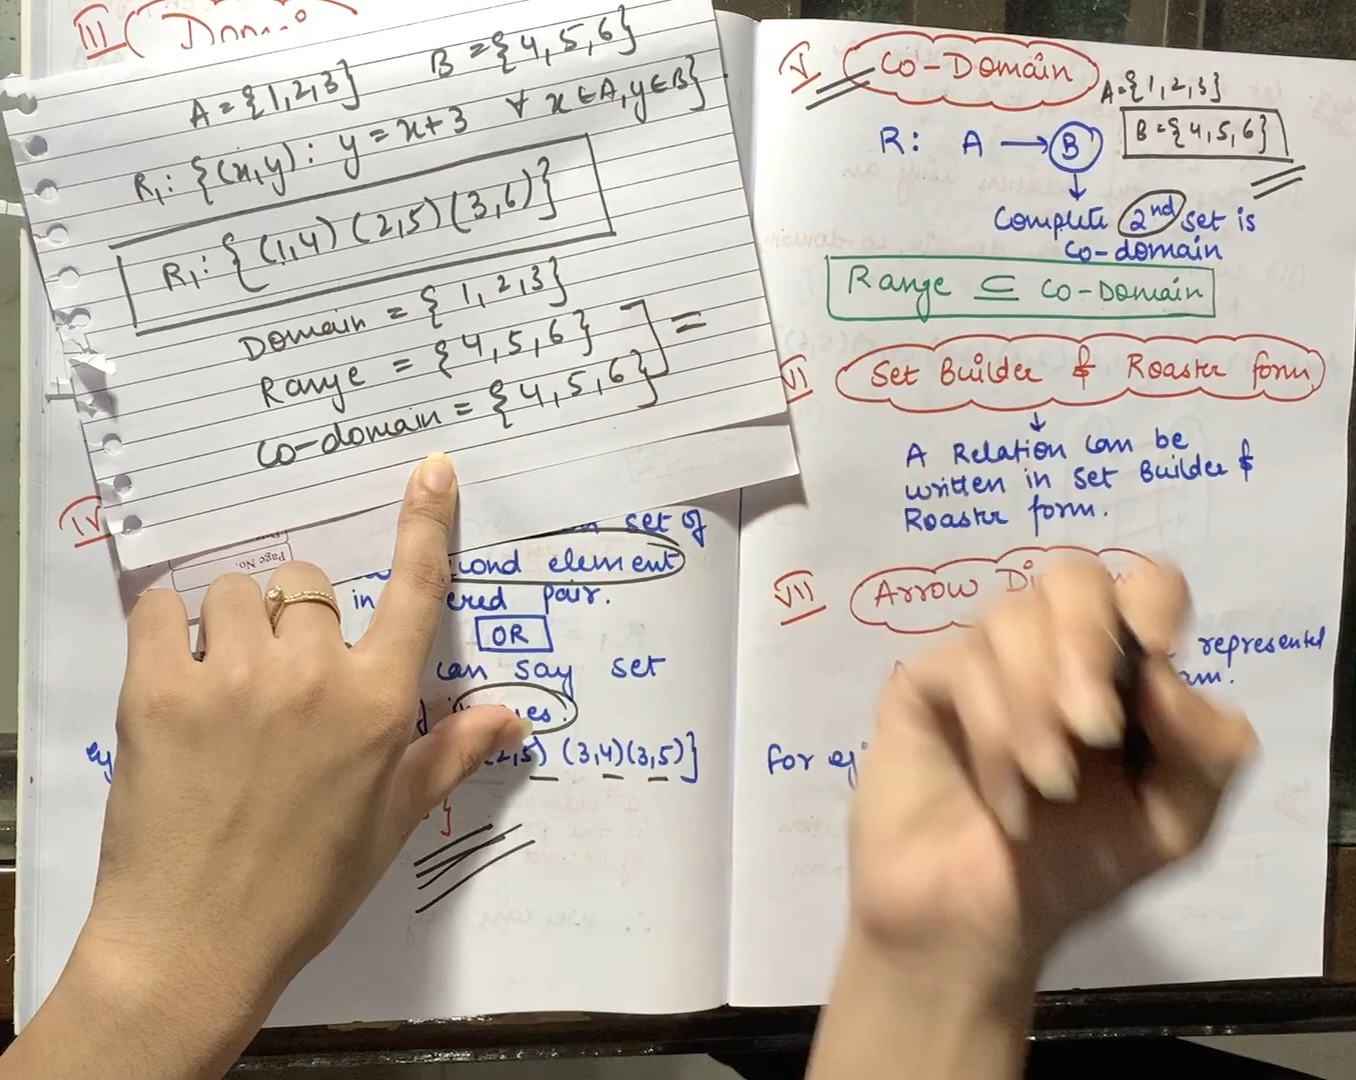 III
A = {1,2,3} B = {4,5,6}
R₁: {(x,y) : y = x+3 ∀ x ∈ A, y ∈ B}
R₁: { (1,4) (2,5) (3,6) }
Domain = { 1, 2, 3 }
Range = { 4, 5, 6 }
Co-domain = { 4, 5, 6 } =
IV
Page No.
set of
element
in pair.
OR
can say set
eg
(3,4)(3,5)}
V Co-Domain
A={1,2,3}
R: A → B B={4,5,6}
Complete 2nd set is
Co-domain
Range ⊆ Co-Domain
VI Set Builder & Roaster form
↓
A Relation can be
written in Set Builder &
Roaster form.
VII Arrow
represented
For eg